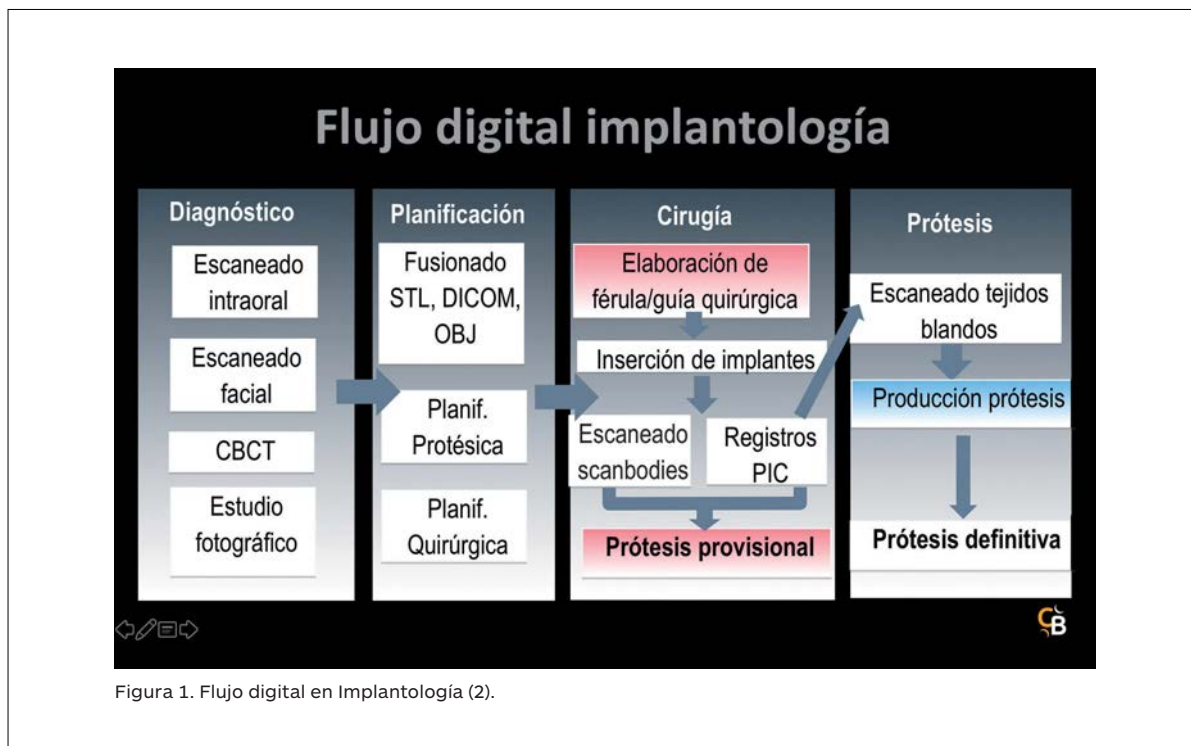 Flujo digital implantología
Diagnóstico
Escaneado
intraoral
Escaneado
facial
CBCT
Estudio
fotográfico
Planificación
Fusionado
STL, DICOM,
OBJ
Planif.
Protésica
Planif.
Quirúrgica
Cirugía
Elaboración de
férula/guía quirúrgica
Inserción de implantes
Escaneado
scanbodies
Registros
PIC
Prótesis provisional
Prótesis
Escaneado tejidos
blandos
Producción prótesis
Prótesis definitiva
CB
Figura 1. Flujo digital en Implantología (2).